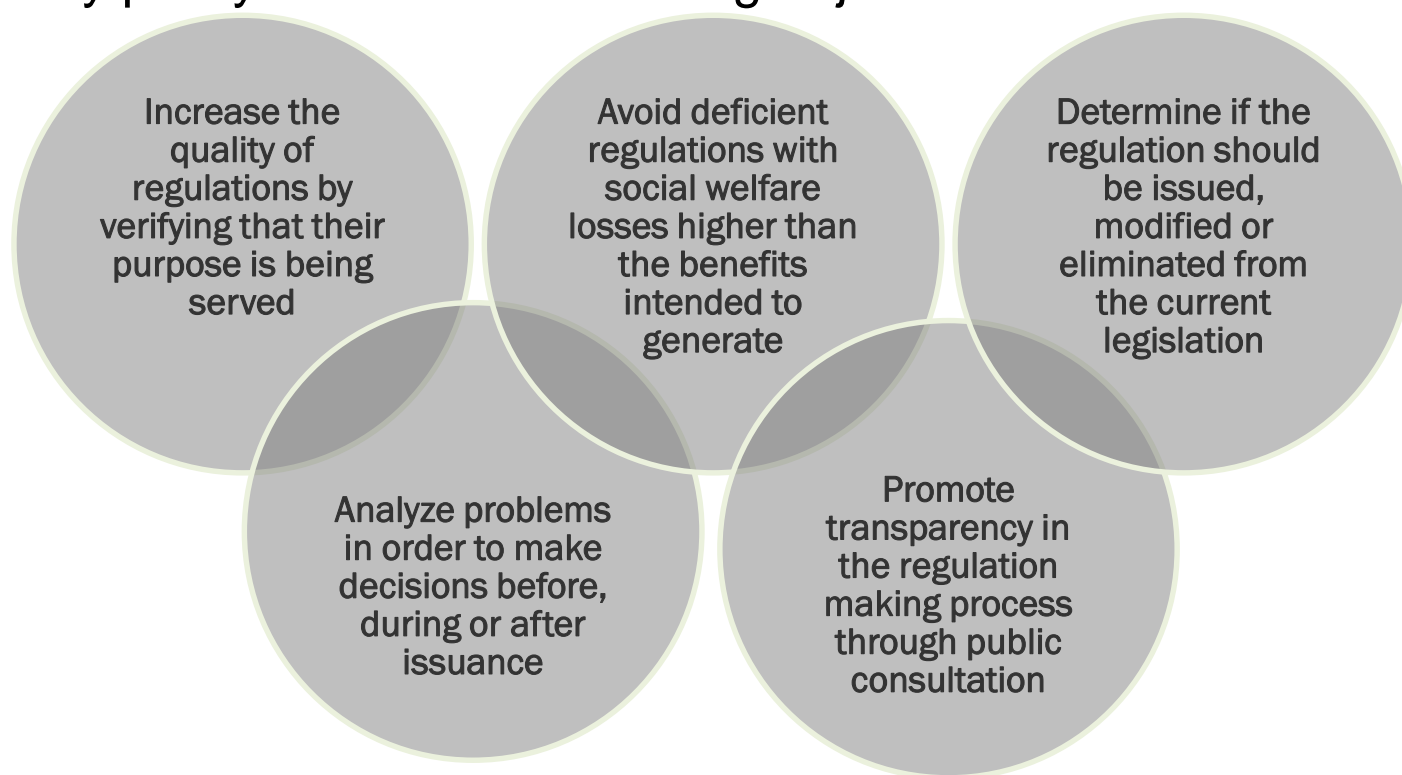 Increase the
quality of
regulations by
verifying that their
purpose is being
served
Avoid deficient
regulations with
social welfare
losses higher than
the benefits
intended to
generate
Determine if the
regulation should
be issued,
modified or
eliminated from
the current
legislation
Analyze problems
in order to make
decisions before,
during or after
issuance
Promote
transparency in
the regulation
making process
through public
consultation